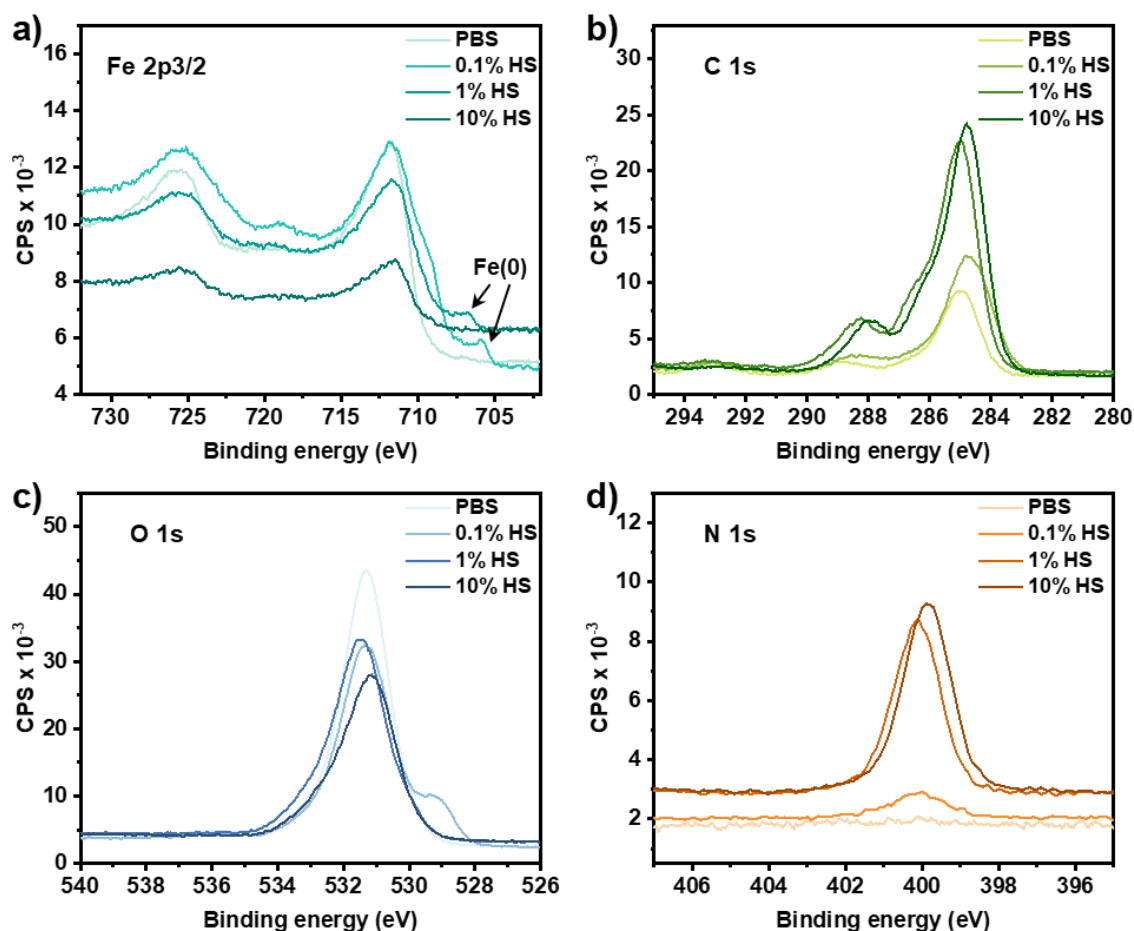 a)
Fe 2p3/2
PBS
0.1% HS
1% HS
10% HS
Fe(0)
16
14
12
10
8
6
4
CPS x 10⁻³
730 725 720 715 710 705
Binding energy (eV)
b)
C 1s
PBS
0.1% HS
1% HS
10% HS
30
25
20
15
10
5
0
CPS x 10⁻³
294 292 290 288 286 284 282 280
Binding energy (eV)
c)
O 1s
PBS
0.1% HS
1% HS
10% HS
50
40
30
20
10
0
CPS x 10⁻³
540 538 536 534 532 530 528 526
Binding energy (eV)
d)
N 1s
PBS
0.1% HS
1% HS
10% HS
12
10
8
6
4
2
CPS x 10⁻³
406 404 402 400 398 396
Binding energy (eV)